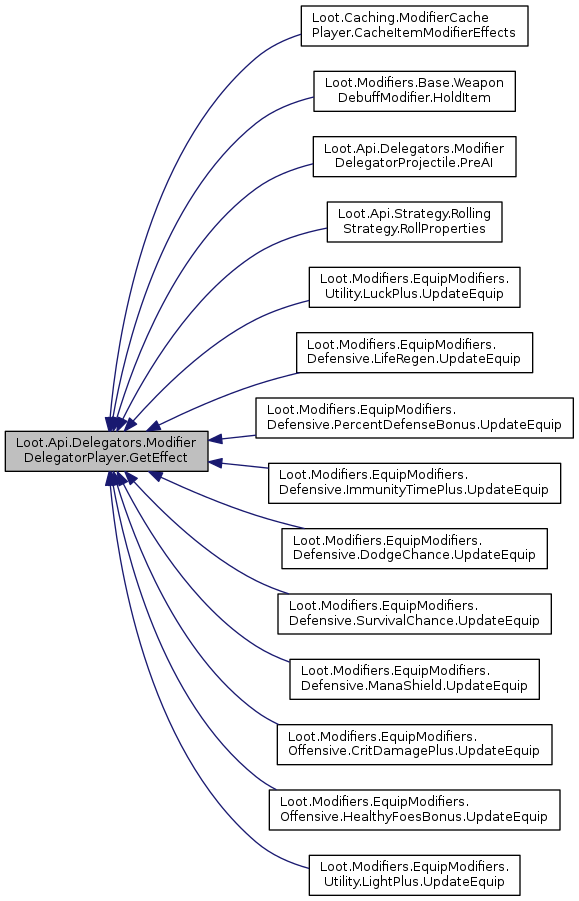 Loot.Caching.ModifierCache
Player.CacheItemModifierEffects
Loot.Modifiers.Base.Weapon
DebuffModifier.HoldItem
Loot.Api.Delegators.Modifier
DelegatorProjectile.PreAI
Loot.Api.Strategy.Rolling
Strategy.RollProperties
Loot.Modifiers.EquipModifiers.
Utility.LuckPlus.UpdateEquip
Loot.Modifiers.EquipModifiers.
Defensive.LifeRegen.UpdateEquip
Loot.Modifiers.EquipModifiers.
Defensive.PercentDefenseBonus.UpdateEquip
Loot.Api.Delegators.Modifier
DelegatorPlayer.GetEffect
Loot.Modifiers.EquipModifiers.
Defensive.ImmunityTimePlus.UpdateEquip
Loot.Modifiers.EquipModifiers.
Defensive.DodgeChance.UpdateEquip
Loot.Modifiers.EquipModifiers.
Defensive.SurvivalChance.UpdateEquip
Loot.Modifiers.EquipModifiers.
Defensive.ManaShield.UpdateEquip
Loot.Modifiers.EquipModifiers.
Offensive.CritDamagePlus.UpdateEquip
Loot.Modifiers.EquipModifiers.
Offensive.HealthyFoesBonus.UpdateEquip
Loot.Modifiers.EquipModifiers.
Utility.LightPlus.UpdateEquip